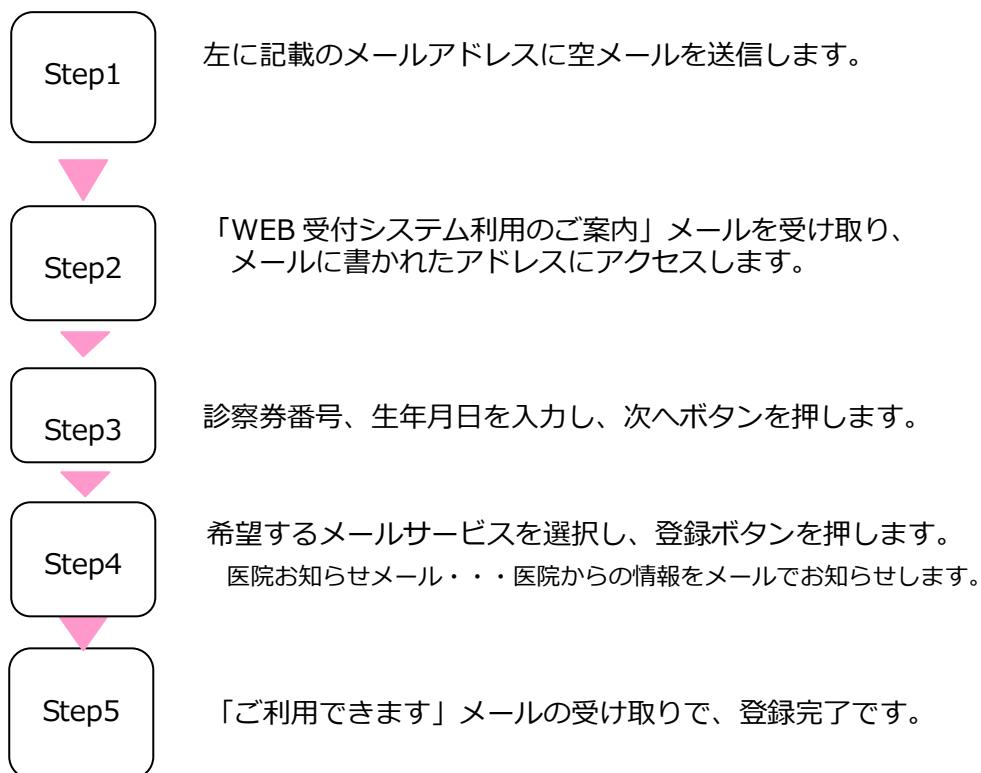 Step1
左に記載のメールアドレスに空メールを送信します。
Step2
「WEB 受付システム利用のご案内」メールを受け取り、
メールに書かれたアドレスにアクセスします。
Step3
診察券番号、生年月日を入力し、次へボタンを押します。
Step4
希望するメールサービスを選択し、登録ボタンを押します。
医院お知らせメール・・・医院からの情報をメールでお知らせします。
Step5
「ご利用できます」メールの受け取りで、登録完了です。